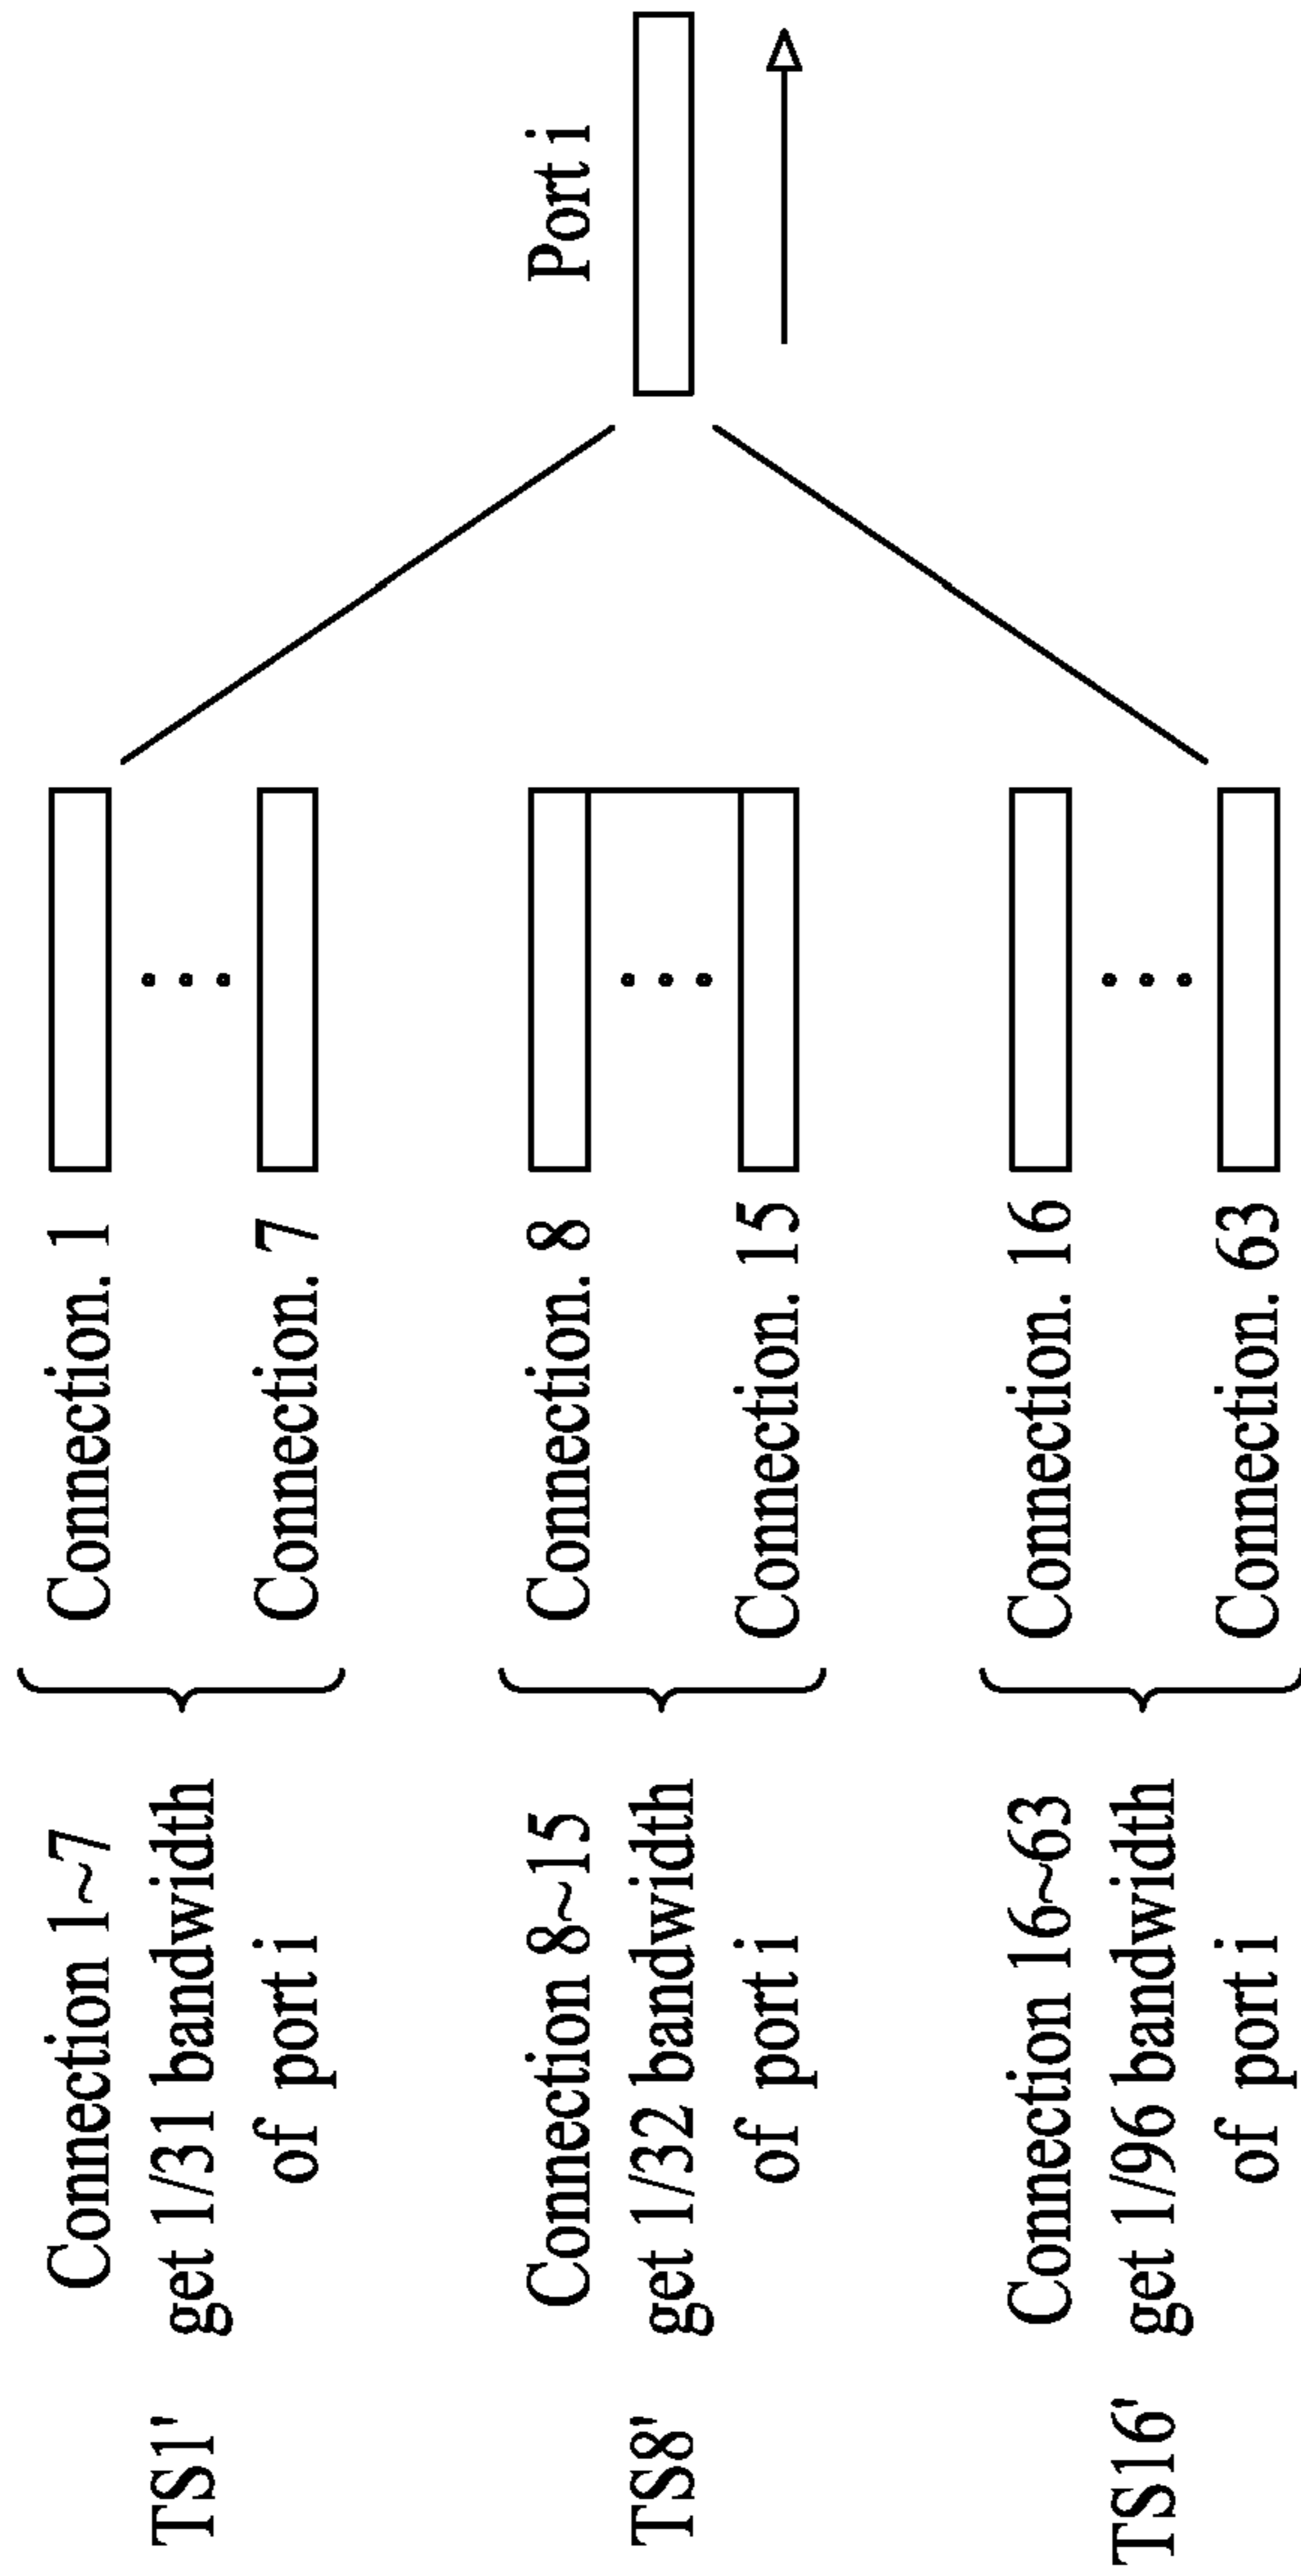 Connection 1~7
TS1' get 1/31 bandwidth
of port i
Connection. 1
Connection. 7
Connection 8~15
TS8' get 1/32 bandwidth
of port i
Connection. 8
Connection. 15
Connection 16~63
TS16' get 1/96 bandwidth
of port i
Connection. 16
Connection. 63
Port i